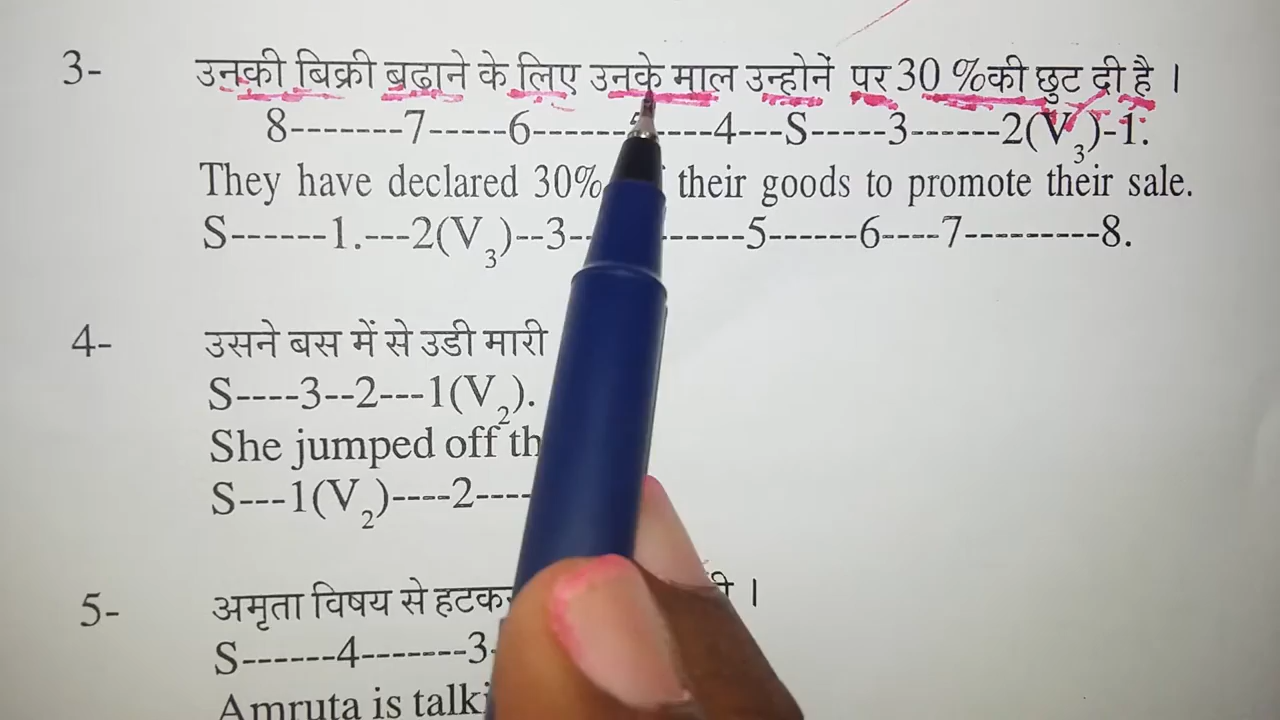 3- उनकी बिक्री बढाने के लिए उनके माल उन्होनें पर 30 %की छुट दी है ।
8-------7-----6------ ----4---S-----3------2(V₃)-1.
They have declared 30% their goods to promote their sale.
S------1.---2(V₃)--3- ------5------6----7---------8.
4- उसने बस में से उडी मारी
S----3--2---1(V₂).
She jumped off th
S---1(V₂)----2----
5- अमृता विषय से हटक ।
S------4-------3-
Amruta is talki